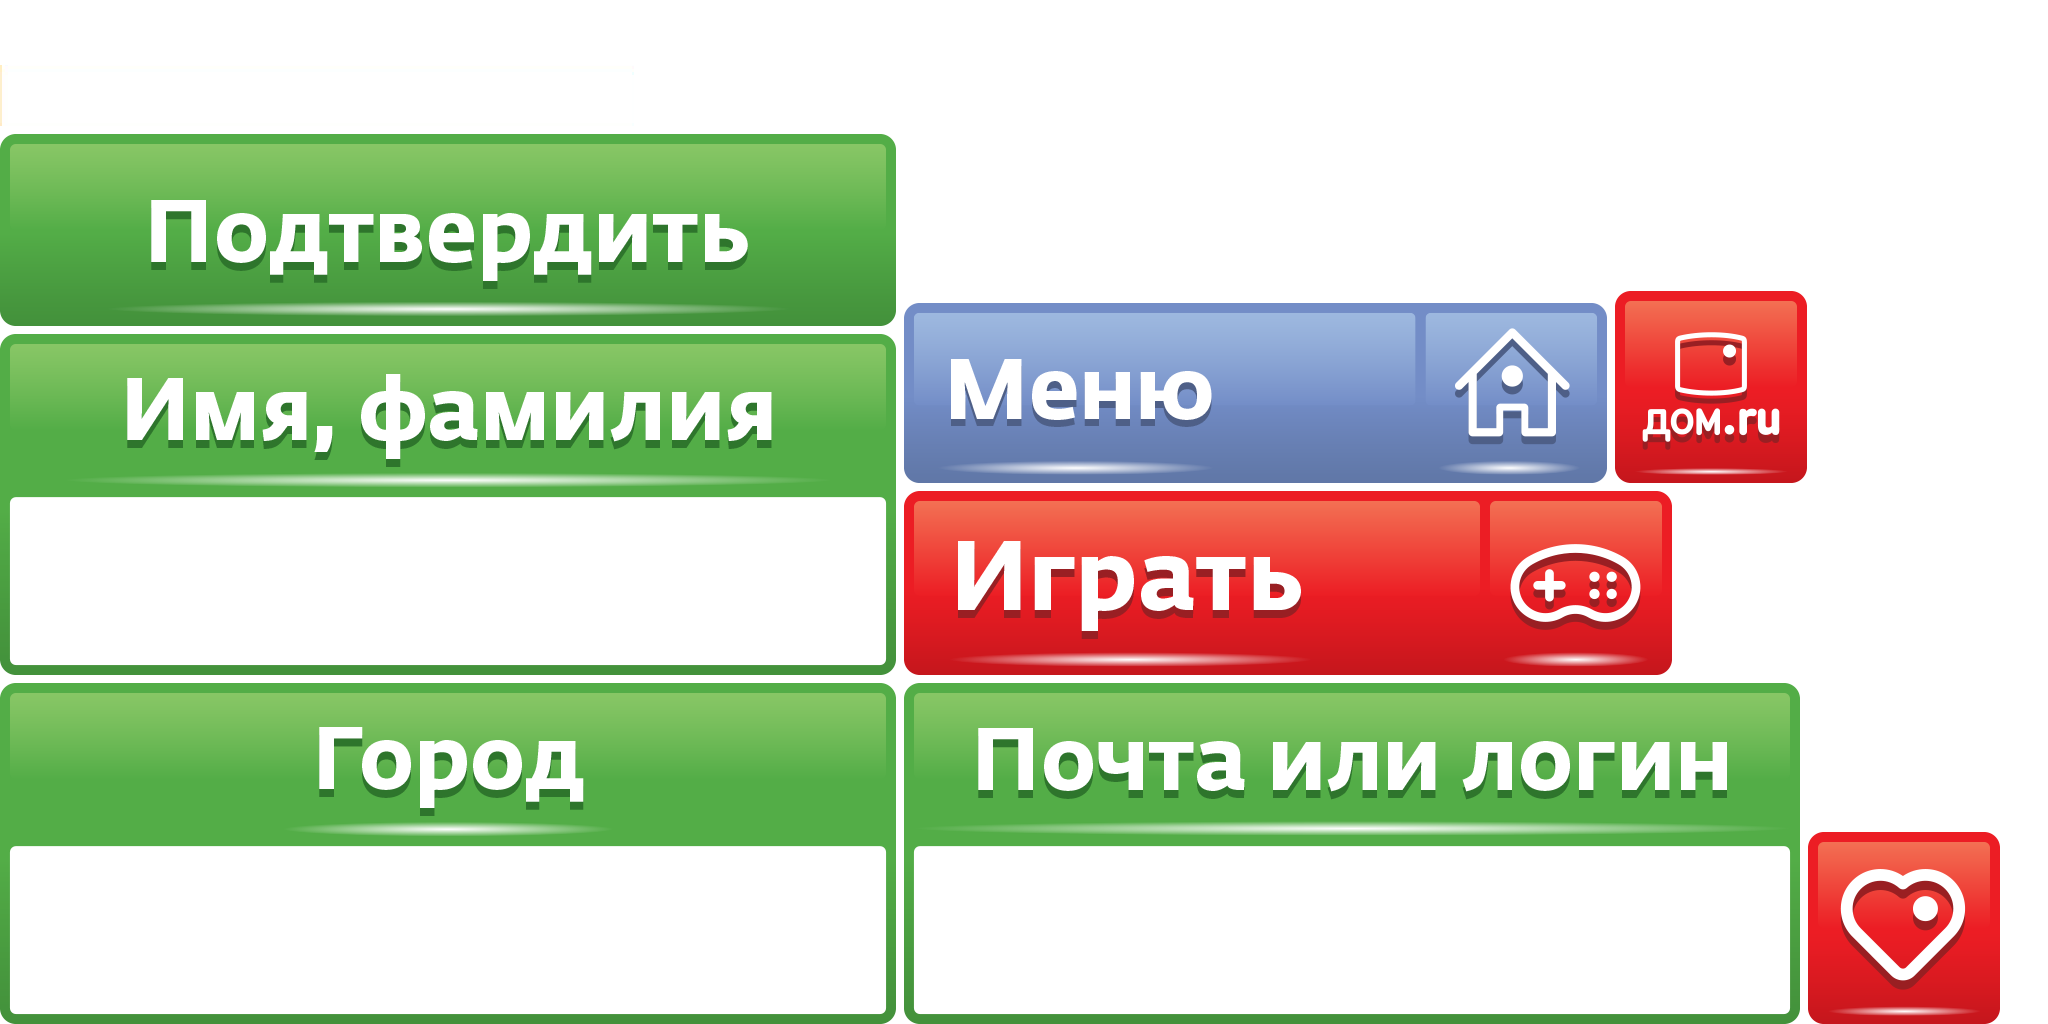 Подтвердить
Имя, фамилия
Меню
дом.ru
Играть
Город
Почта или логин